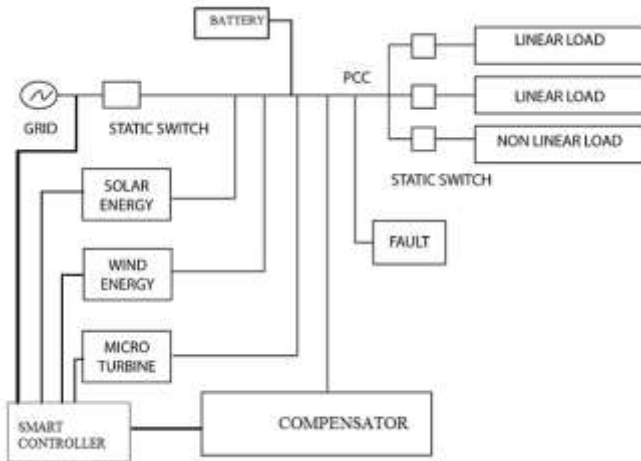 BATTERY
LINEAR LOAD
PCC
LINEAR LOAD
GRID
STATIC SWITCH
NON LINEAR LOAD
STATIC SWITCH
SOLAR
ENERGY
FAULT
WIND
ENERGY
MICRO
TURBINE
SMART
CONTROLLER
COMPENSATOR